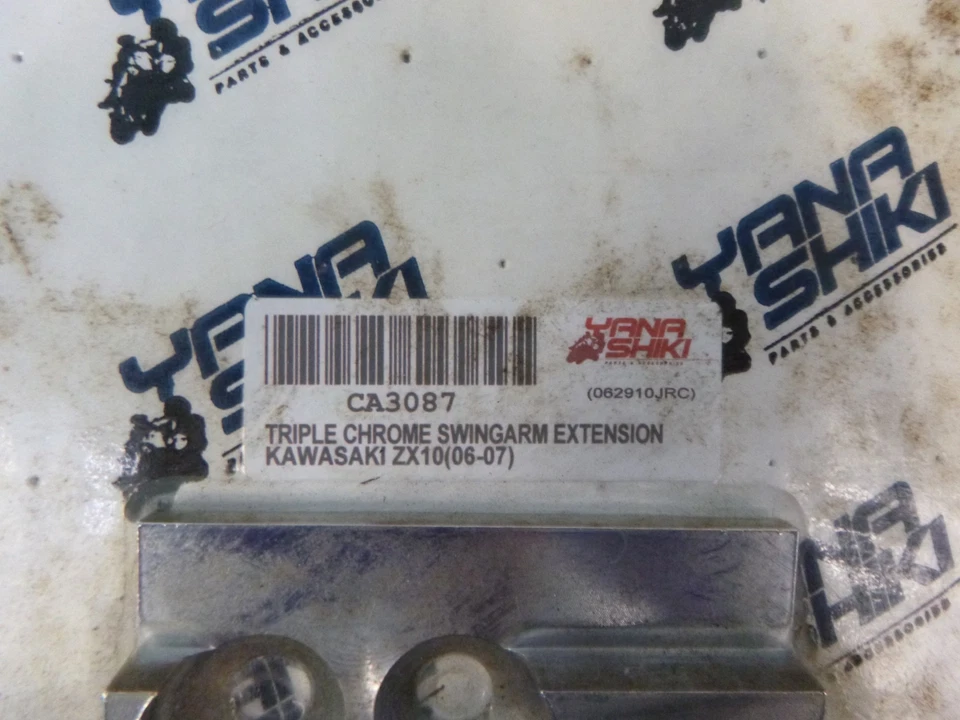 YANA
SHIKI
PARTS & ACCESSORIES
YANA
SHIKI
PARTS & ACCESSORIES
YANA
YANA
SHIKI
CA3087
(062910JRC)
TRIPLE CHROME SWINGARM EXTENSION
KAWASAKI ZX10(06-07)